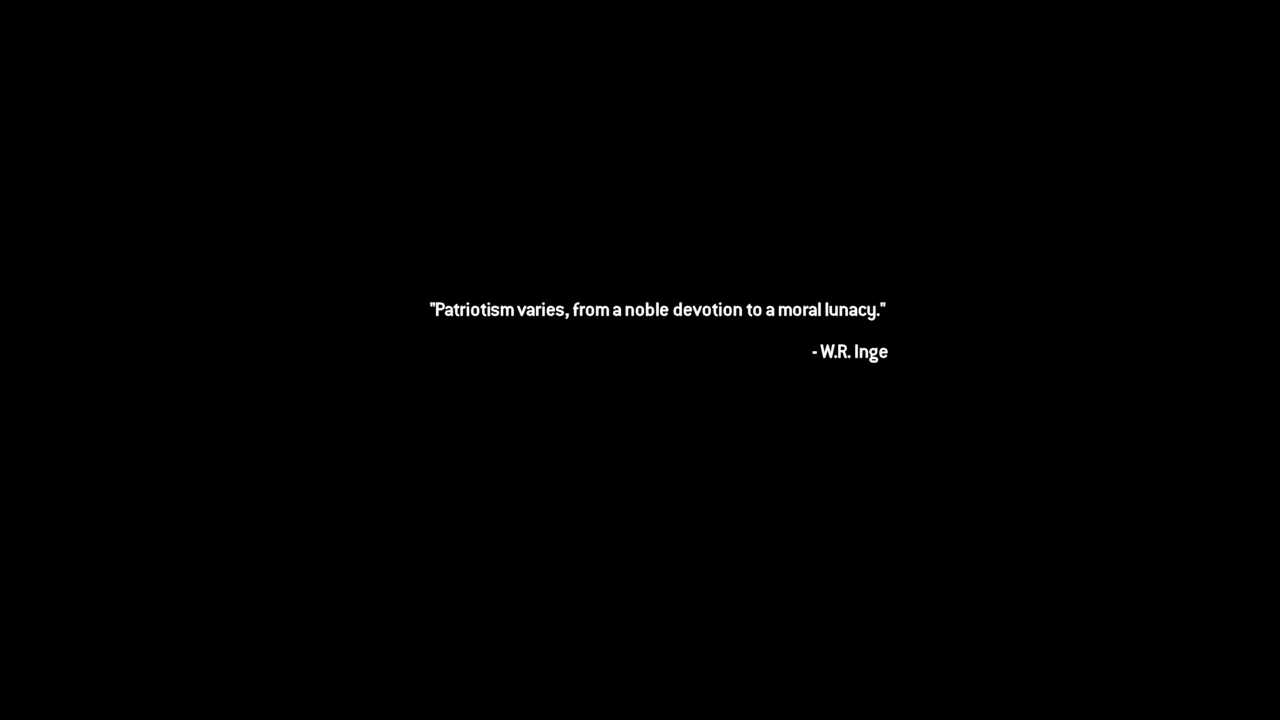 "Patriotism varies, from a noble devotion to a moral lunacy."
- W.R. Inge